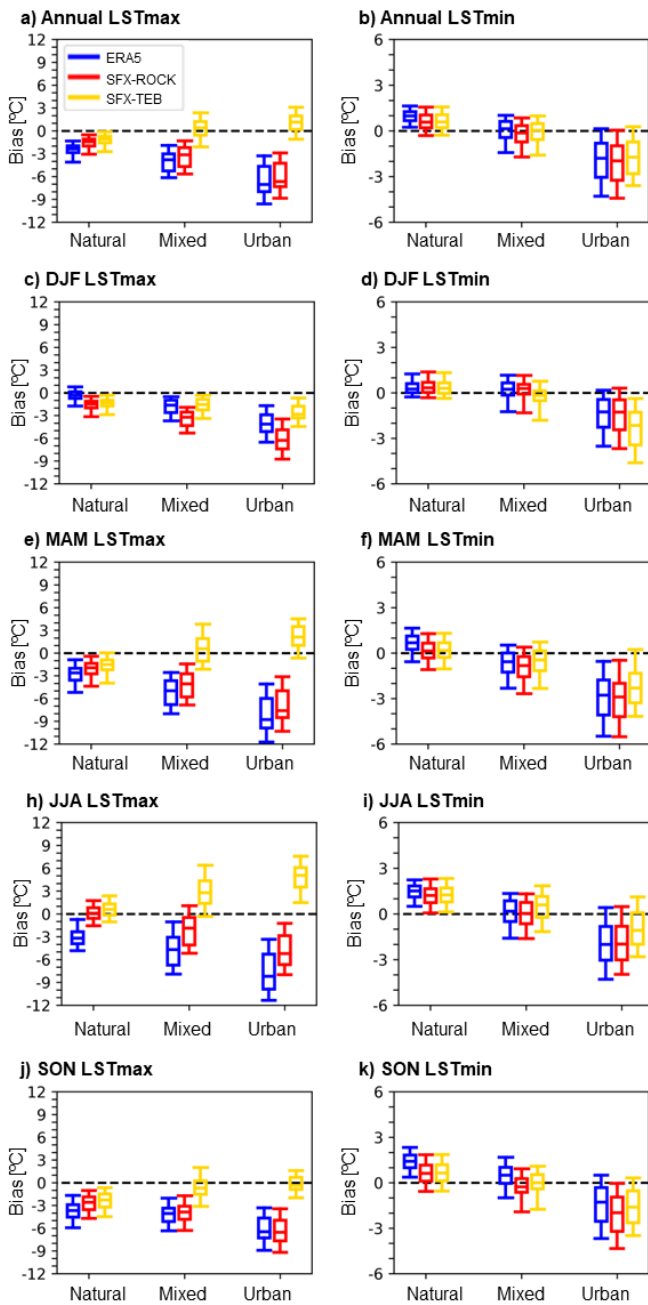 a) Annual LSTmax
b) Annual LSTmin
12
9
6
3
0
-3
-6
-9
-12
Bias [ºC]
ERA5
SFX-ROCK
SFX-TEB
Natural Mixed Urban
6
3
0
-3
-6
Bias [ºC]
Natural Mixed Urban
c) DJF LSTmax
d) DJF LSTmin
12
9
6
3
0
-3
-6
-9
-12
Bias [ºC]
Natural Mixed Urban
6
3
0
-3
-6
Bias [ºC]
Natural Mixed Urban
e) MAM LSTmax
f) MAM LSTmin
12
9
6
3
0
-3
-6
-9
-12
Bias [ºC]
Natural Mixed Urban
6
3
0
-3
-6
Bias [ºC]
Natural Mixed Urban
h) JJA LSTmax
i) JJA LSTmin
12
9
6
3
0
-3
-6
-9
-12
Bias [ºC]
Natural Mixed Urban
6
3
0
-3
-6
Bias [ºC]
Natural Mixed Urban
j) SON LSTmax
k) SON LSTmin
12
9
6
3
0
-3
-6
-9
-12
Bias [ºC]
Natural Mixed Urban
6
3
0
-3
-6
Bias [ºC]
Natural Mixed Urban